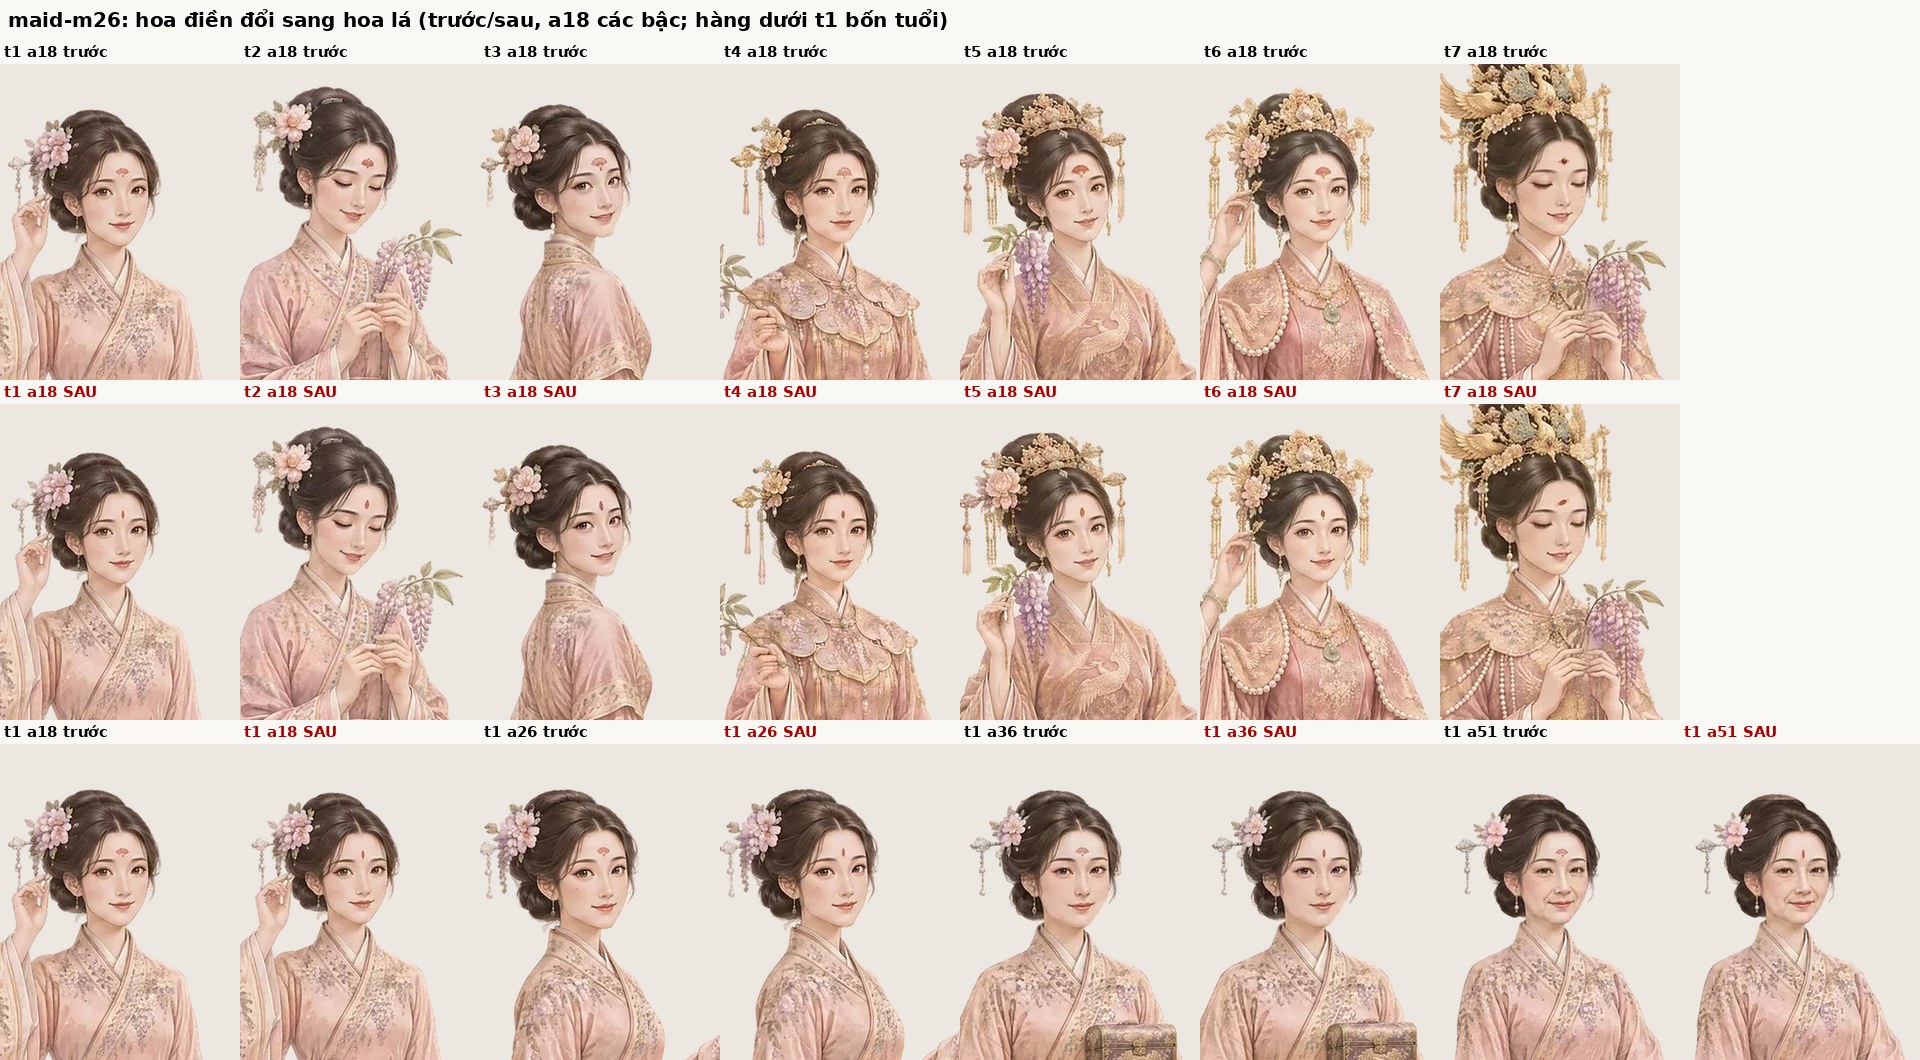 maid-m26: hoa điền đổi sang hoa lá (trước/sau, a18 các bậc; hàng dưới t1 bốn tuổi)
t1 a18 trước
t2 a18 trước
t3 a18 trước
t4 a18 trước
t5 a18 trước
t6 a18 trước
t7 a18 trước
t1 a18 SAU
t2 a18 SAU
t3 a18 SAU
t4 a18 SAU
t5 a18 SAU
t6 a18 SAU
t7 a18 SAU
t1 a18 trước
t1 a18 SAU
t1 a26 trước
t1 a26 SAU
t1 a36 trước
t1 a36 SAU
t1 a51 trước
t1 a51 SAU